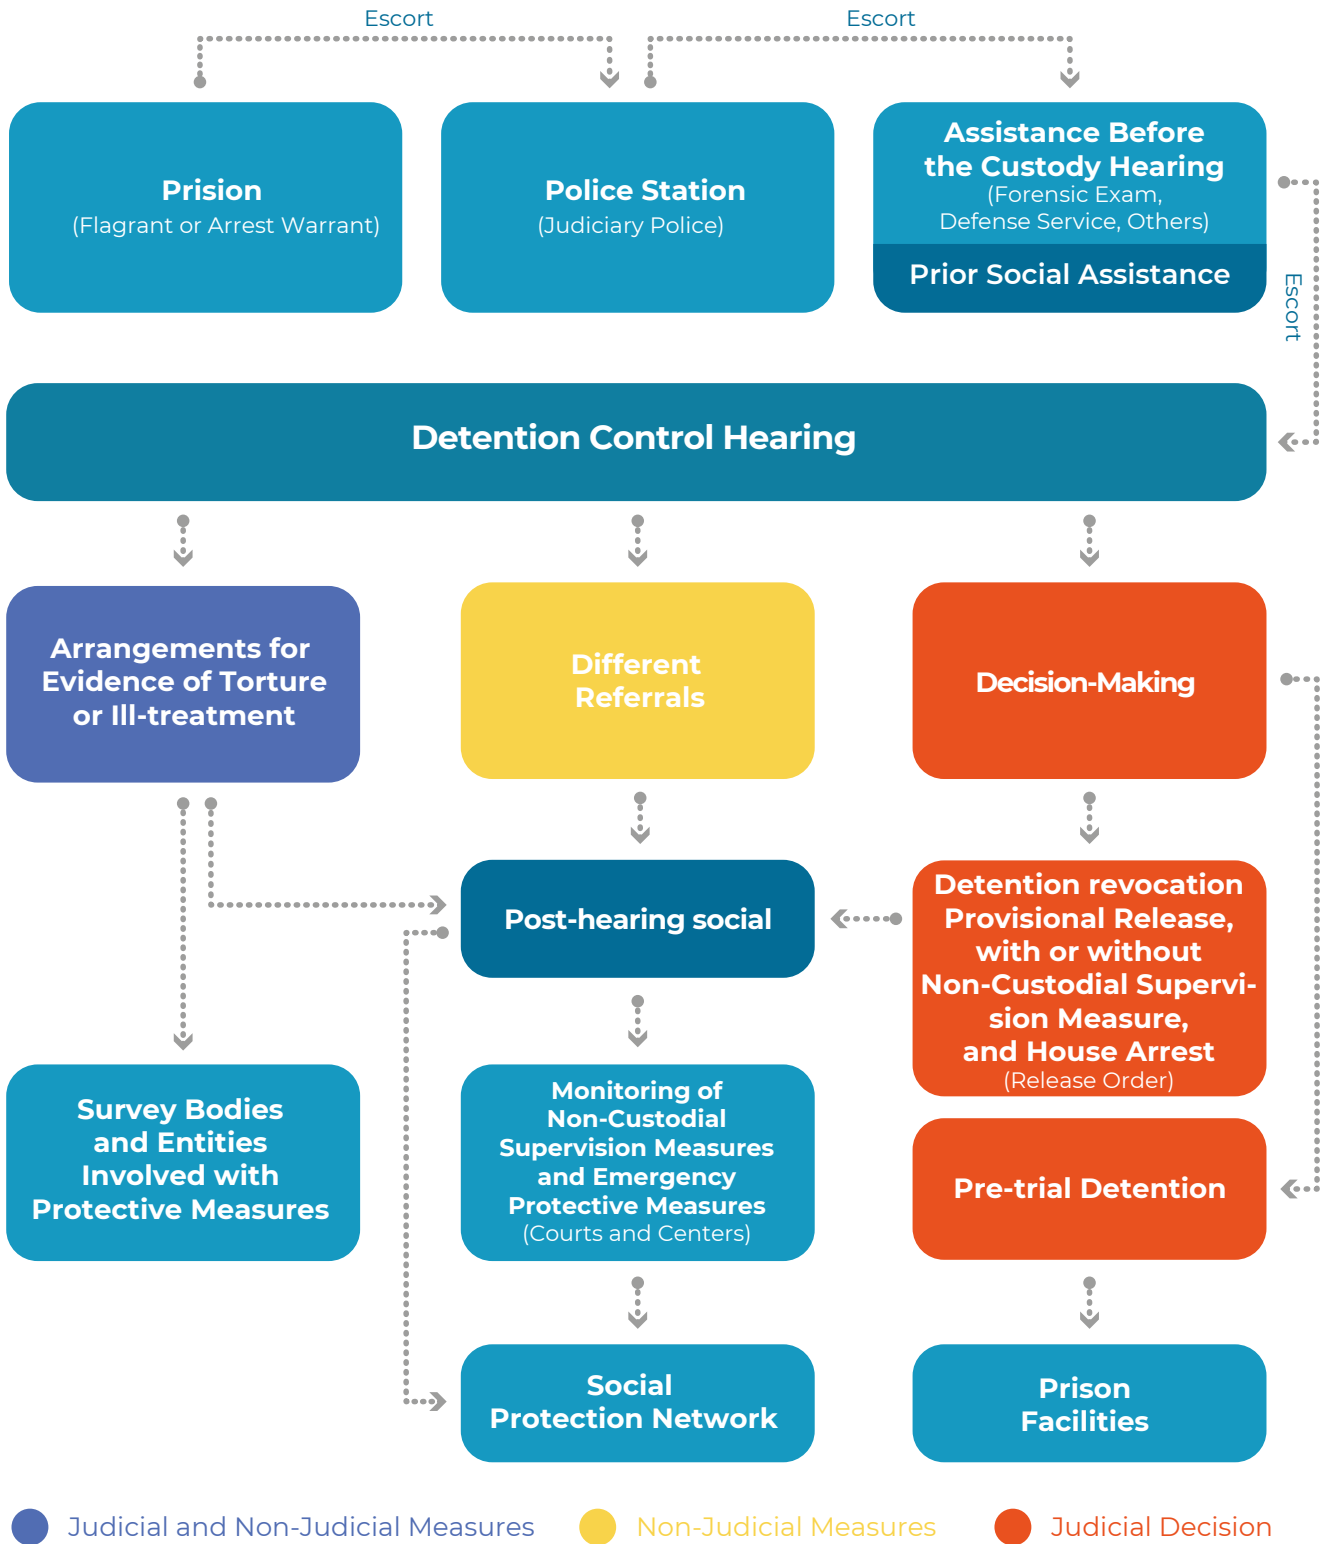 Escort
Escort
Prision
(Flagrant or Arrest Warrant)
Police Station
(Judiciary Police)
Assistance Before
the Custody Hearing
(Forensic Exam,
Defense Service, Others)
Prior Social Assistance
Escort
Detention Control Hearing
Arrangements for
Evidence of Torture
or Ill-treatment
Different
Referrals
Decision-Making
Post-hearing social
Detention revocation
Provisional Release,
with or without
Non-Custodial Supervi-
sion Measure,
and House Arrest
(Release Order)
Survey Bodies
and Entities
Involved with
Protective Measures
Monitoring of
Non-Custodial
Supervision Measures
and Emergency
Protective Measures
(Courts and Centers)
Pre-trial Detention
Social
Protection Network
Prison
Facilities
Judicial and Non-Judicial Measures
Non-Judicial Measures
Judicial Decision